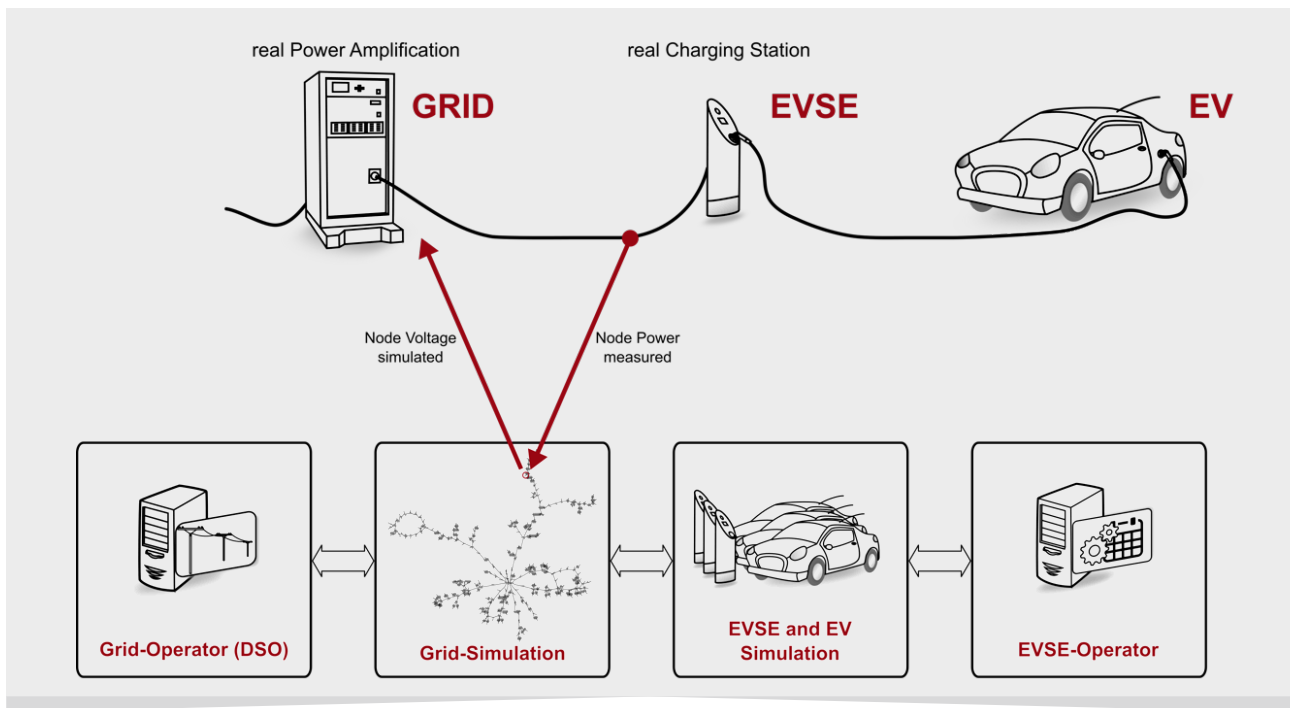 real Power Amplification
real Charging Station
GRID
EVSE
EV
Node Voltage
simulated
Node Power
measured
Grid-Operator (DSO)
Grid-Simulation
EVSE and EV
Simulation
EVSE-Operator